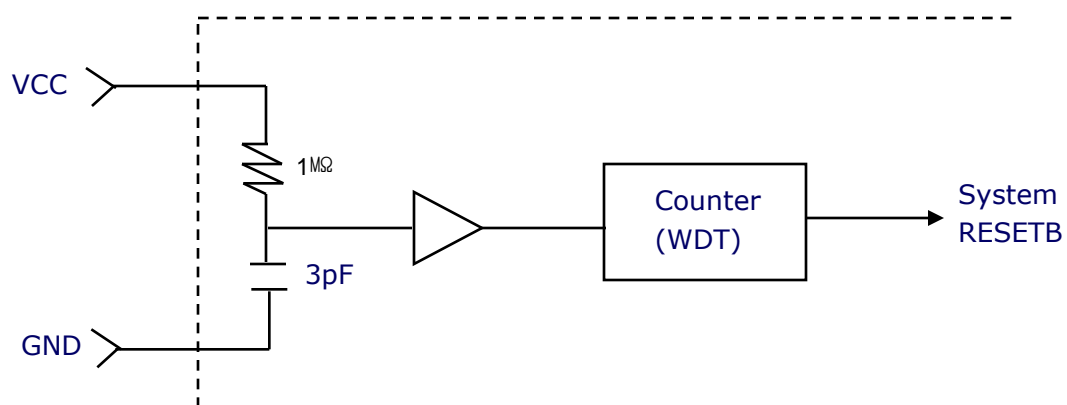 VCC
1MΩ
Counter
(WDT)
System
RESETB
3pF
GND